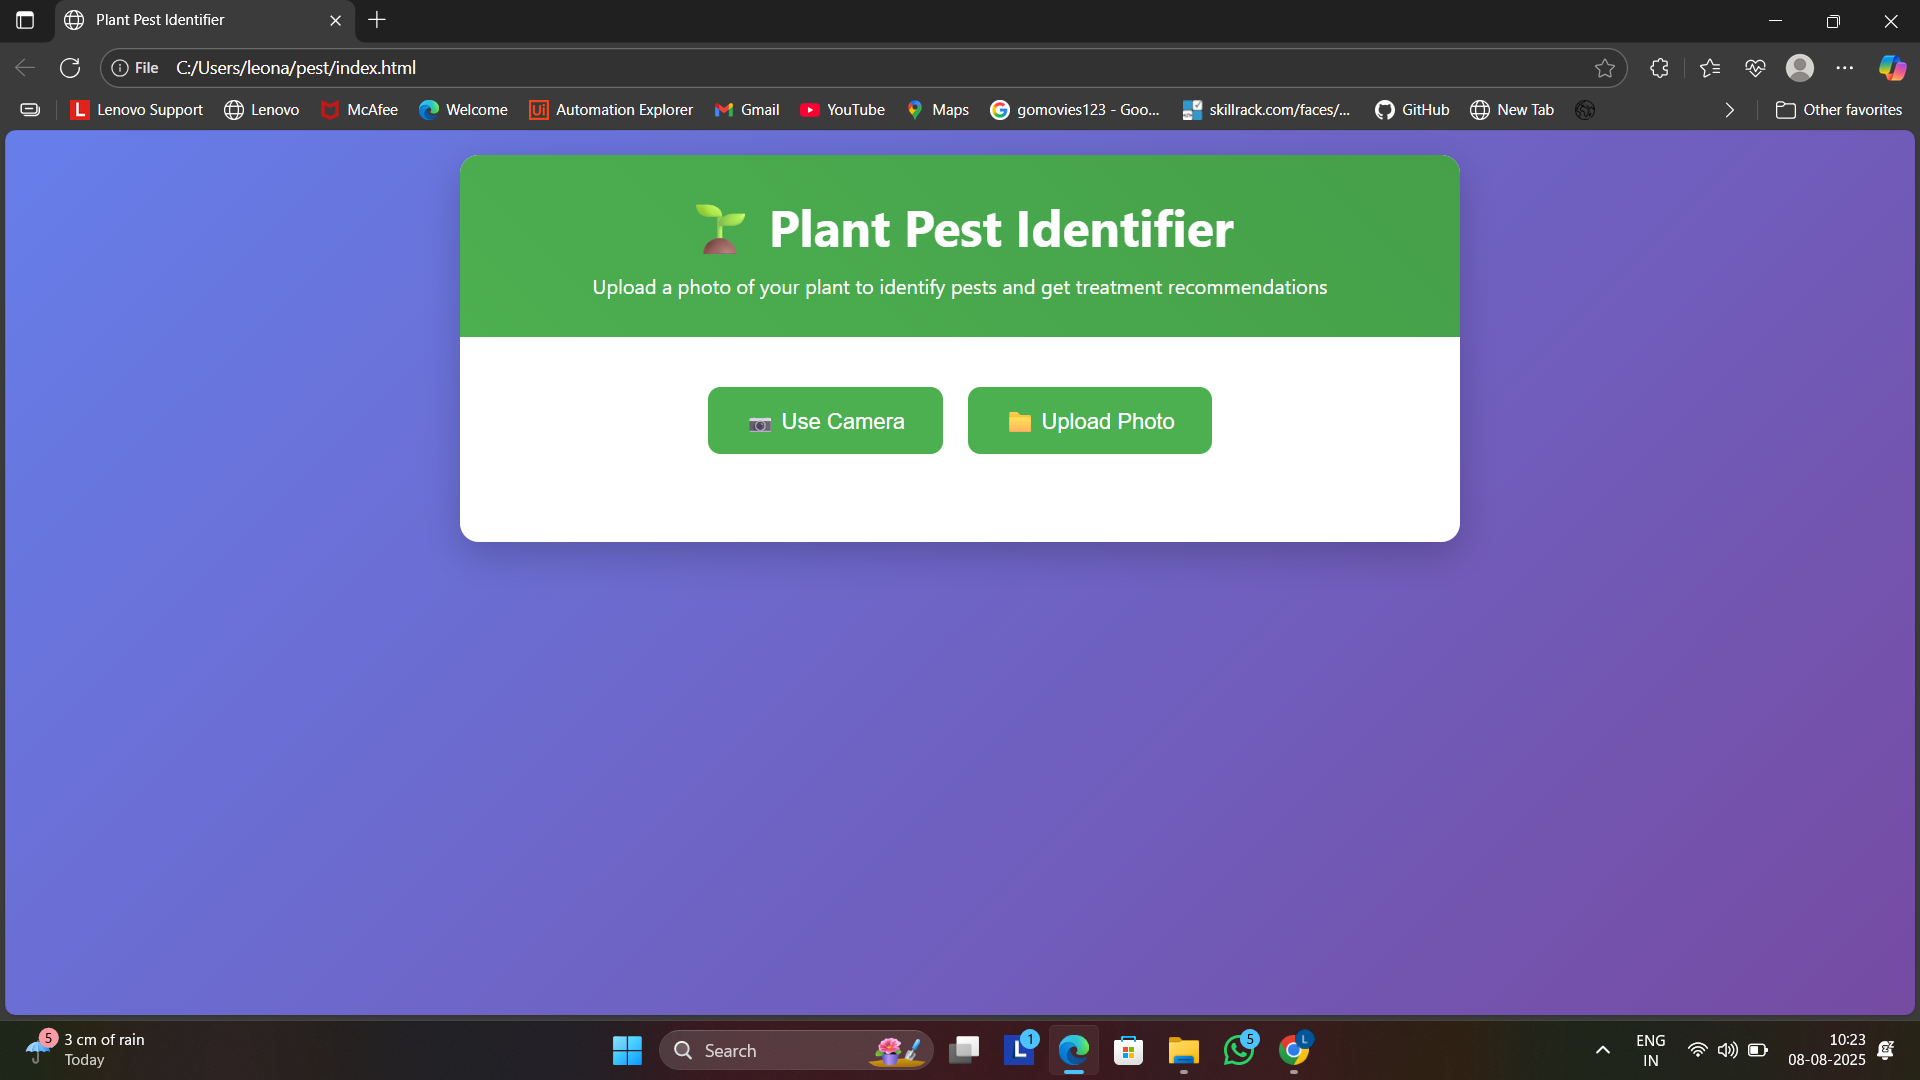 Plant Pest Identifier
File C:/Users/leona/pest/index.html
Lenovo Support Lenovo McAfee Welcome Automation Explorer Gmail YouTube Maps gomovies123 - Goo... skillrack.com/faces/... GitHub New Tab Other favorites
Plant Pest Identifier
Upload a photo of your plant to identify pests and get treatment recommendations
Use Camera Upload Photo
5 3 cm of rain
Today
Search
L 1
5
L
ENG
IN
10:23
08-08-2025